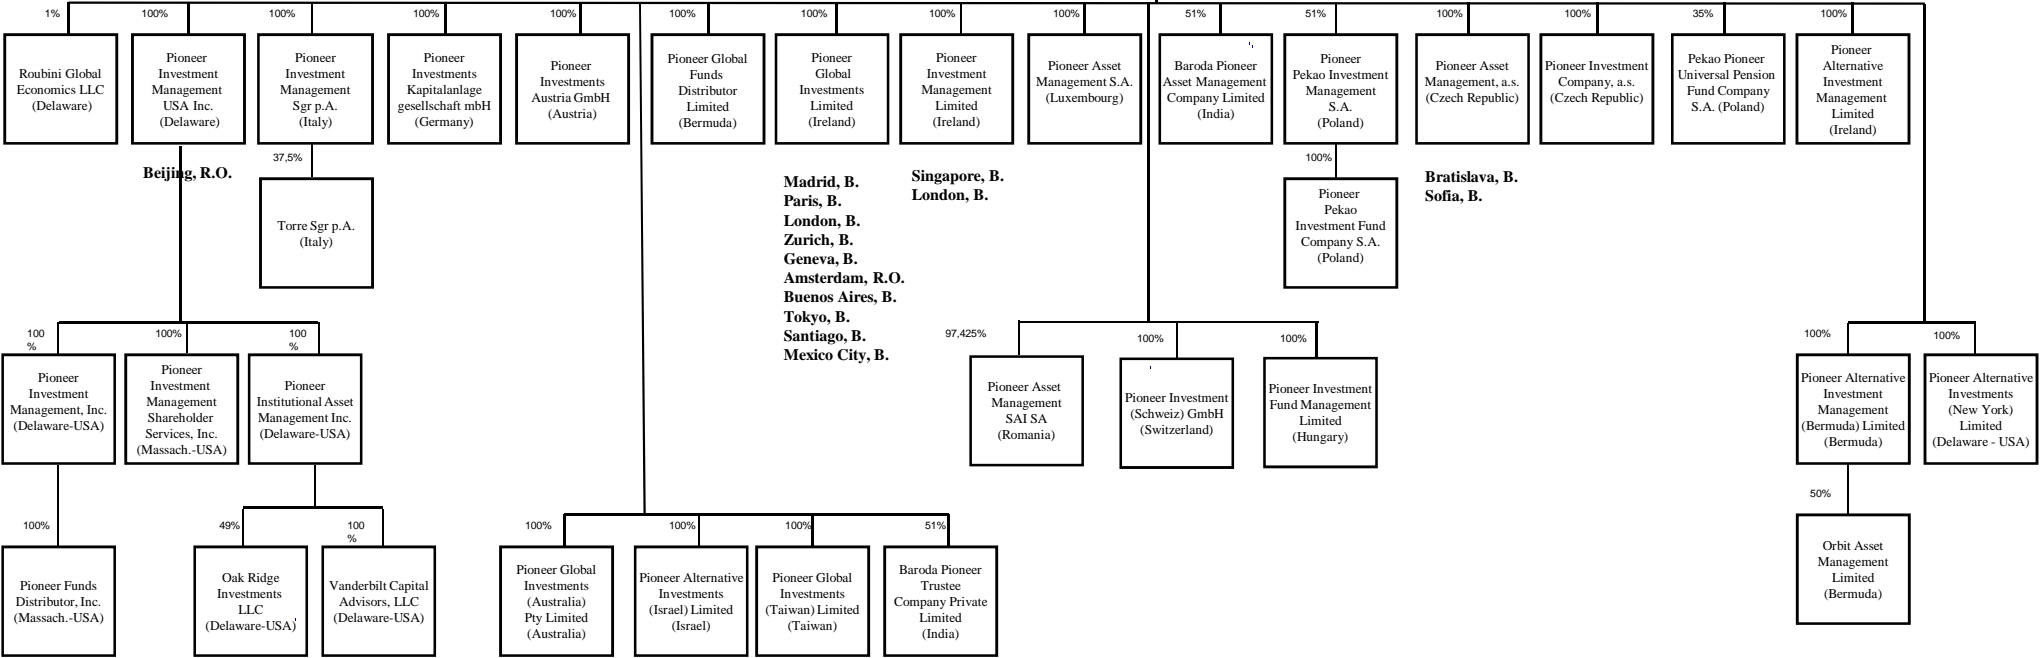 1%
Roubini Global
Economics LLC
(Delaware)
100%
Pioneer
Investment
Management
USA Inc.
(Delaware)
100%
Pioneer
Investment
Management
Sgr p.A.
(Italy)
100%
Pioneer
Investments
Kapitalanlage
gesellschaft mbH
(Germany)
100%
Pioneer
Investments
Austria GmbH
(Austria)
100%
Pioneer Global
Funds
Distributor
Limited
(Bermuda)
100%
Pioneer
Global
Investments
Limited
(Ireland)
100%
Pioneer
Investment
Management
Limited
(Ireland)
100%
Pioneer Asset
Management S.A.
(Luxembourg)
51%
Baroda Pioneer
Asset Management
Company Limited
(India)
51%
Pioneer
Pekao Investment
Management
S.A.
(Poland)
100%
Pioneer Asset
Management, a.s.
(Czech Republic)
100%
Pioneer Investment
Company, a.s.
(Czech Republic)
35%
Pekao Pioneer
Universal Pension
Fund Company
S.A. (Poland)
100%
Pioneer
Alternative
Investment
Management
Limited
(Ireland)
Beijing, R.O.
37,5%
Torre Sgr p.A.
(Italy)
Madrid, B.
Paris, B.
London, B.
Zurich, B.
Geneva, B.
Amsterdam, R.O.
Buenos Aires, B.
Tokyo, B.
Santiago, B.
Mexico City, B.
Singapore, B.
London, B.
100%
Pioneer
Pekao
Investment Fund
Company S.A.
(Poland)
Bratislava, B.
Sofia, B.
100
%
Pioneer
Investment
Management, Inc.
(Delaware-USA)
100%
Pioneer
Investment
Management
Shareholder
Services, Inc.
(Massach.-USA)
100
%
Pioneer
Institutional Asset
Management Inc.
(Delaware-USA)
97,425%
Pioneer Asset
Management
SAI SA
(Romania)
100%
Pioneer Investment
(Schweiz) GmbH
(Switzerland)
100%
Pioneer Investment
Fund Management
Limited
(Hungary)
100%
Pioneer Alternative
Investment
Management
(Bermuda) Limited
(Bermuda)
100%
Pioneer Alternative
Investments
(New York)
Limited
(Delaware - USA)
100%
Pioneer Funds
Distributor, Inc.
(Massach.-USA)
49%
Oak Ridge
Investments
LLC
(Delaware-USA)
100
%
Vanderbilt Capital
Advisors, LLC
(Delaware-USA)
100%
Pioneer Global
Investments
(Australia)
Pty Limited
(Australia)
100%
Pioneer Alternative
Investments
(Israel) Limited
(Israel)
100%
Pioneer Global
Investments
(Taiwan) Limited
(Taiwan)
51%
Baroda Pioneer
Trustee
Company Private
Limited
(India)
50%
Orbit Asset
Management
Limited
(Bermuda)